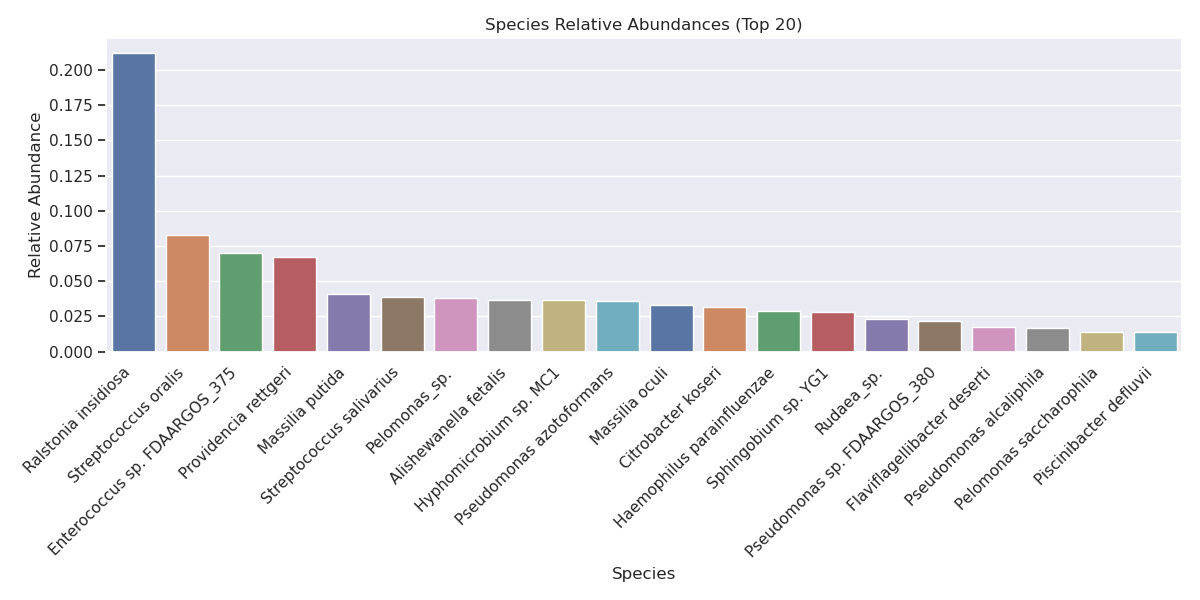 Species Relative Abundances (Top 20)
Relative Abundance
0.200
0.175
0.150
0.125
0.100
0.075
0.050
0.025
0.000
Ralstonia insidiosa
Streptococcus oralis
Enterococcus sp. FDAARGOS_375
Providencia rettgeri
Massilia putida
Streptococcus salivarius
Pelomonas_sp.
Alishewanella fetalis
Hyphomicrobium sp. MC1
Pseudomonas azotoformans
Massilia oculi
Citrobacter koseri
Haemophilus parainfluenzae
Sphingobium sp. YG1
Rudaea_sp.
Pseudomonas sp. FDAARGOS_380
Flaviflagellibacter deserti
Pseudomonas alcaliphila
Pelomonas saccharophila
Piscinibacter defluvii
Species